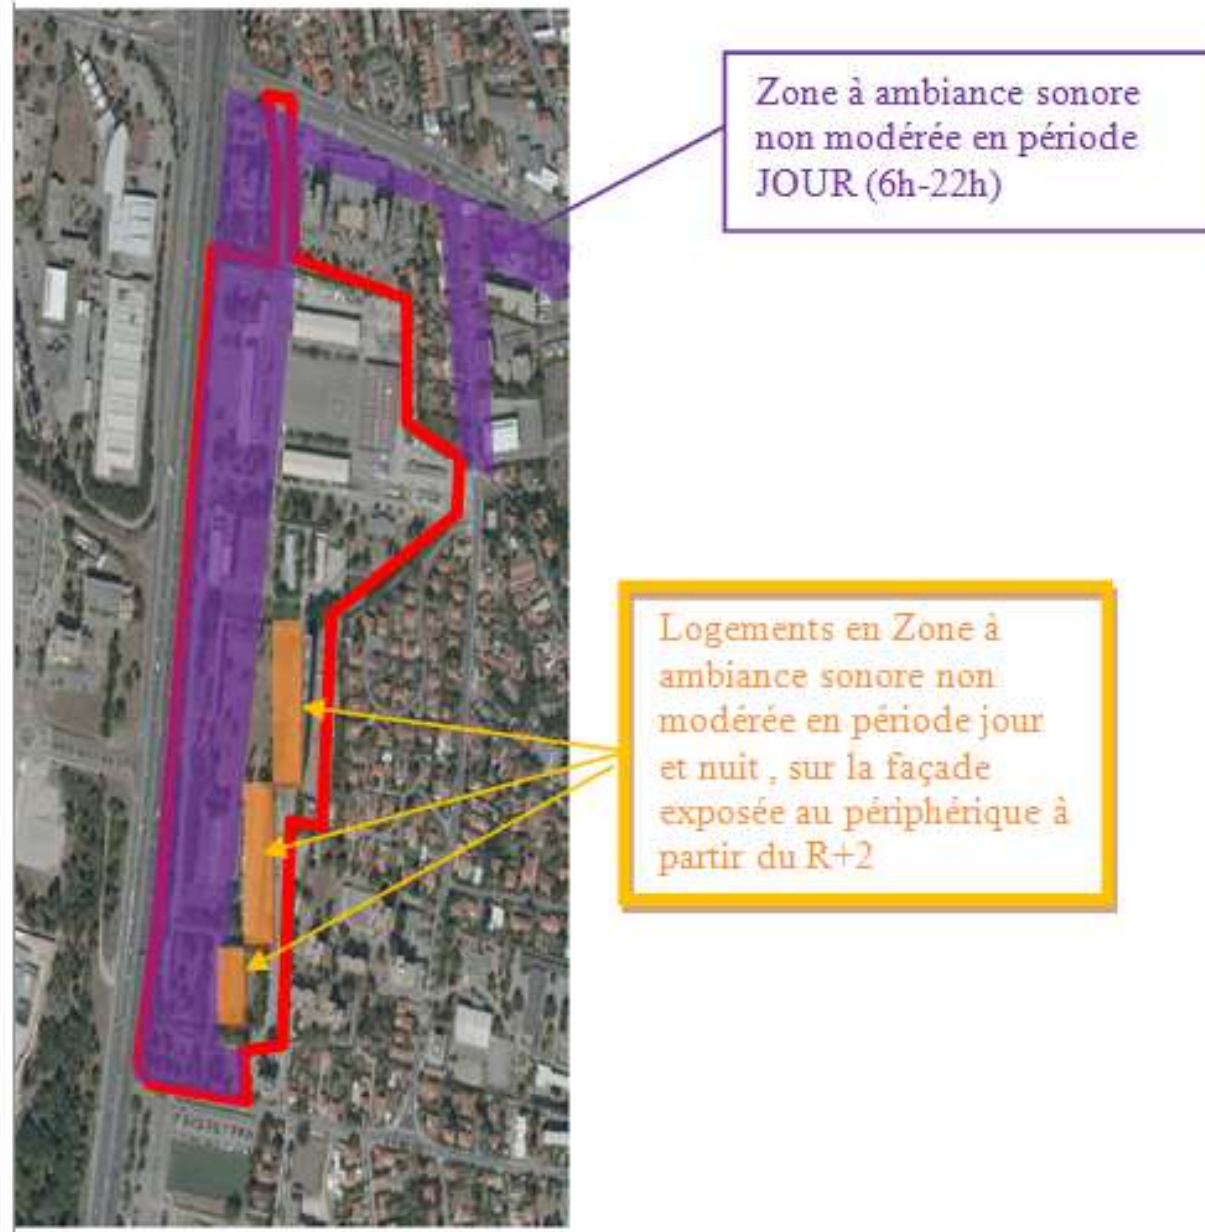 Zone à ambiance sonore
non modérée en période
JOUR (6h-22h)
Logements en Zone à
ambiance sonore non
modérée en période jour
et nuit , sur la façade
exposée au périphérique à
partir du R+2